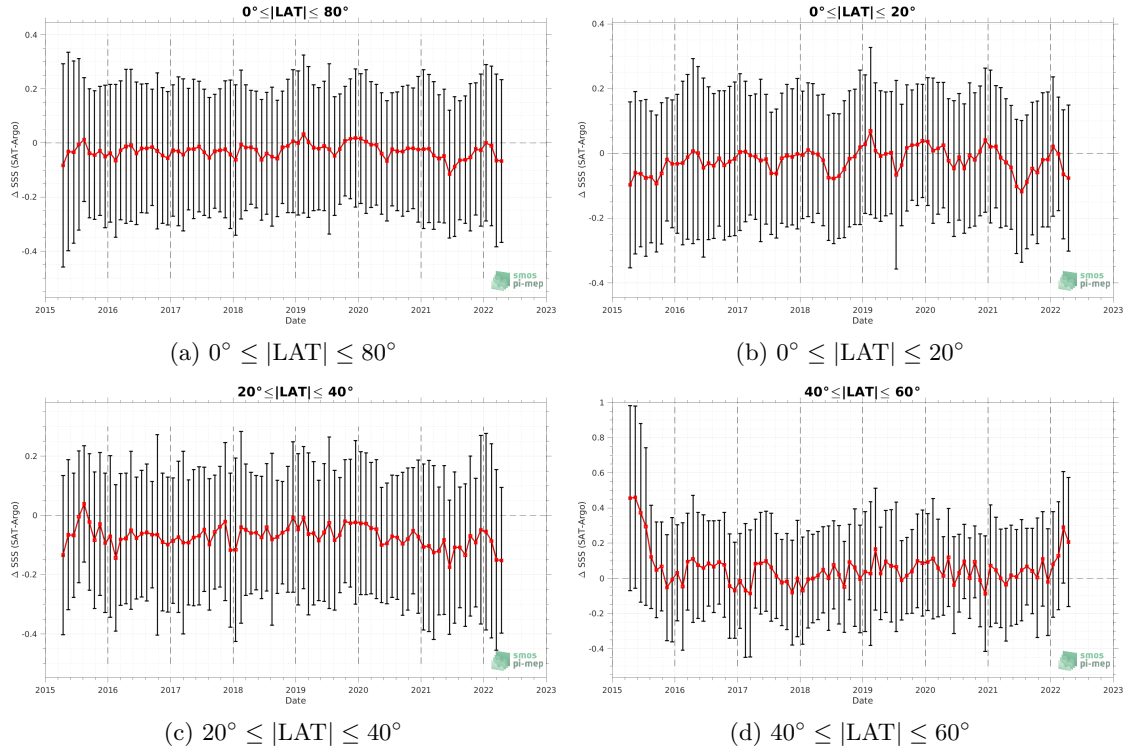 0°≤|LAT|≤ 80°
0.4
0.2
0
-0.2
-0.4
Δ SSS (SAT-Argo)
smos
pi-mep
2015 2016 2017 2018 2019 2020 2021 2022 2023
Date
(a) 0° ≤ |LAT| ≤ 80°
0°≤|LAT|≤ 20°
0.4
0.2
0
-0.2
-0.4
Δ SSS (SAT-Argo)
smos
pi-mep
2015 2016 2017 2018 2019 2020 2021 2022 2023
Date
(b) 0° ≤ |LAT| ≤ 20°
20°≤|LAT|≤ 40°
0.2
0
-0.2
-0.4
Δ SSS (SAT-Argo)
smos
pi-mep
2015 2016 2017 2018 2019 2020 2021 2022 2023
Date
(c) 20° ≤ |LAT| ≤ 40°
40°≤|LAT|≤ 60°
1
0.8
0.6
0.4
0.2
0
-0.2
-0.4
Δ SSS (SAT-Argo)
smos
pi-mep
2015 2016 2017 2018 2019 2020 2021 2022 2023
Date
(d) 40° ≤ |LAT| ≤ 60°